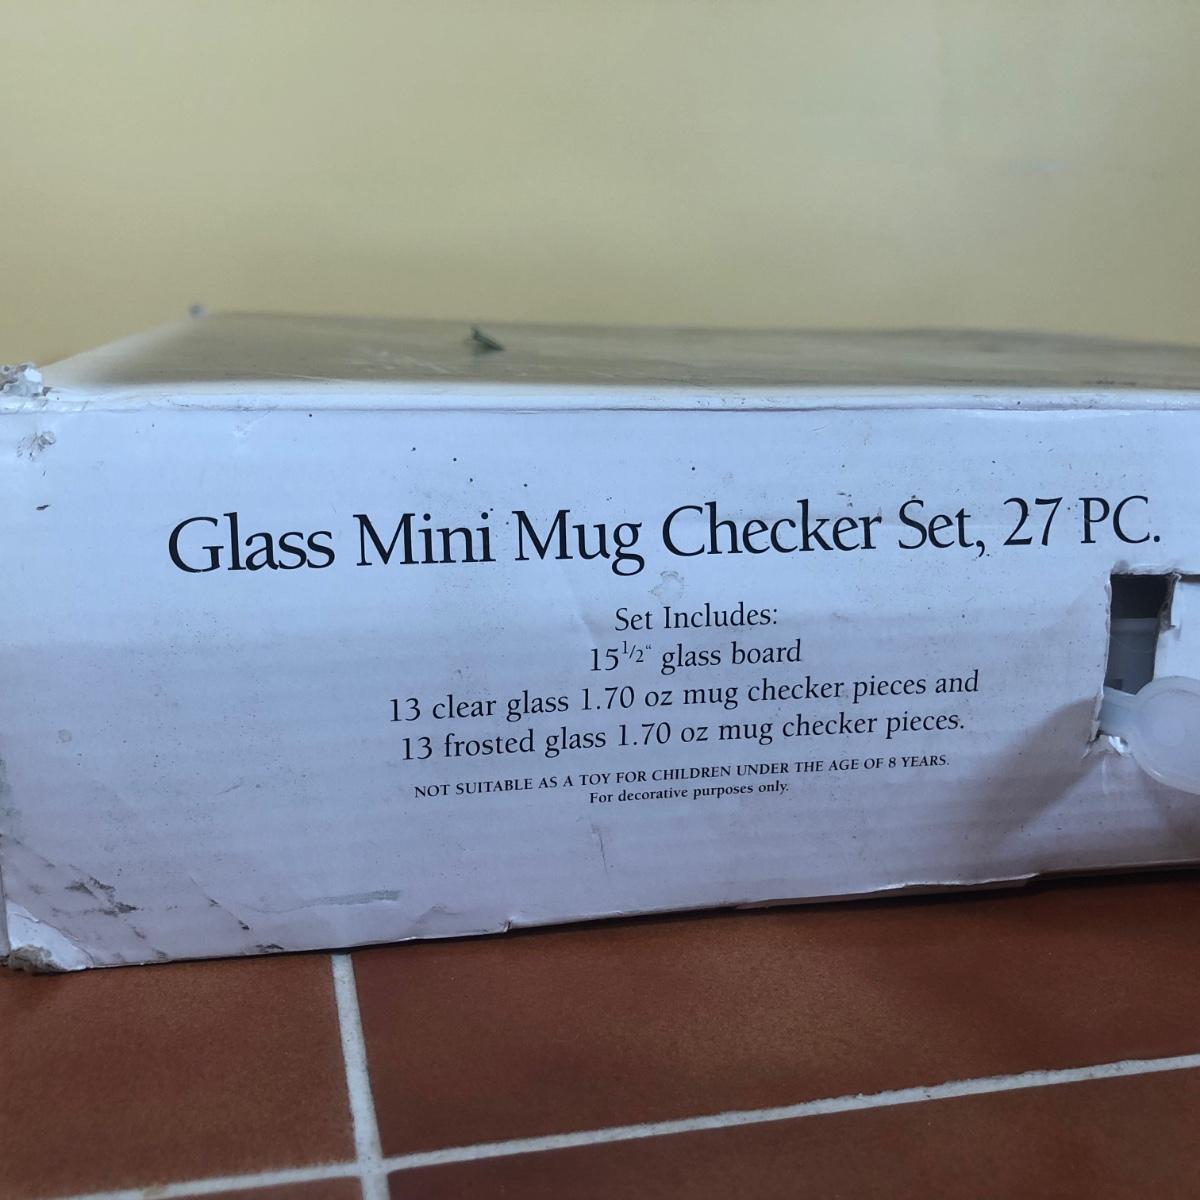 Glass Mini Mug Checker Set, 27 PC.
Set Includes:
15 1/2“ glass board
13 clear glass 1.70 oz mug checker pieces and
13 frosted glass 1.70 oz mug checker pieces.
NOT SUITABLE AS A TOY FOR CHILDREN UNDER THE AGE OF 8 YEARS.
For decorative purposes only.